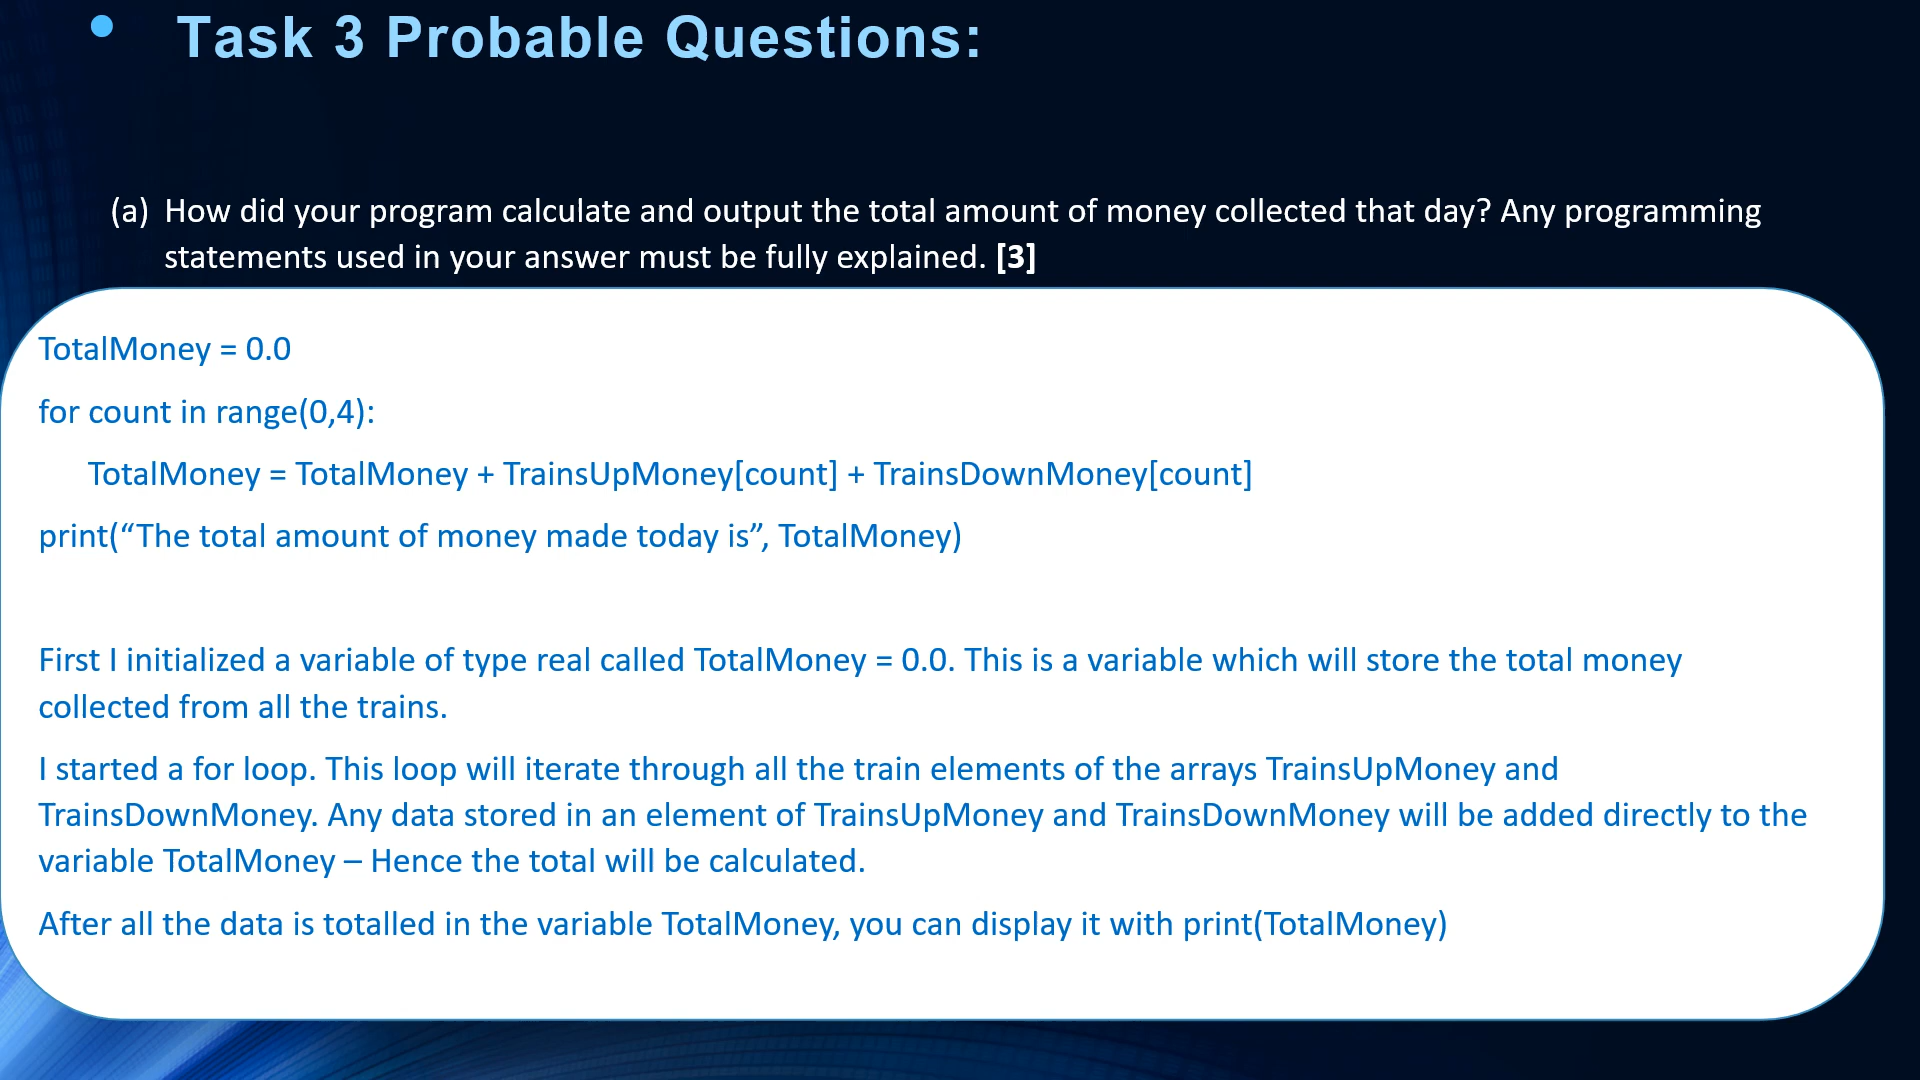 • Task 3 Probable Questions:
(a) How did your program calculate and output the total amount of money collected that day? Any programming
statements used in your answer must be fully explained. [3]
TotalMoney = 0.0
for count in range(0,4):
TotalMoney = TotalMoney + TrainsUpMoney[count] + TrainsDownMoney[count]
print(“The total amount of money made today is”, TotalMoney)
First I initialized a variable of type real called TotalMoney = 0.0. This is a variable which will store the total money
collected from all the trains.
I started a for loop. This loop will iterate through all the train elements of the arrays TrainsUpMoney and
TrainsDownMoney. Any data stored in an element of TrainsUpMoney and TrainsDownMoney will be added directly to the
variable TotalMoney – Hence the total will be calculated.
After all the data is totalled in the variable TotalMoney, you can display it with print(TotalMoney)